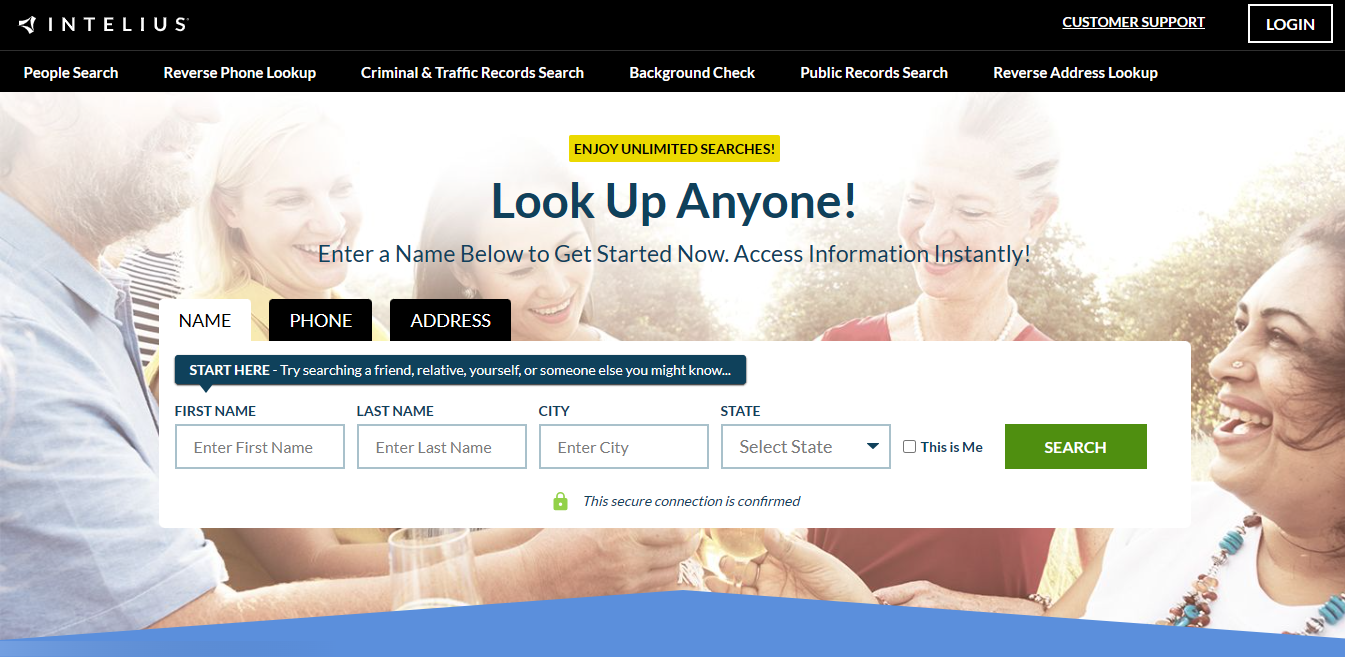 INTELIUS
CUSTOMER SUPPORT
LOGIN
People Search Reverse Phone Lookup Criminal & Traffic Records Search Background Check Public Records Search Reverse Address Lookup
ENJOY UNLIMITED SEARCHES!
Look Up Anyone!
Enter a Name Below to Get Started Now. Access Information Instantly!
NAME PHONE ADDRESS
START HERE - Try searching a friend, relative, yourself, or someone else you might know...
FIRST NAME LAST NAME CITY STATE
Enter First Name Enter Last Name Enter City Select State This is Me SEARCH
This secure connection is confirmed